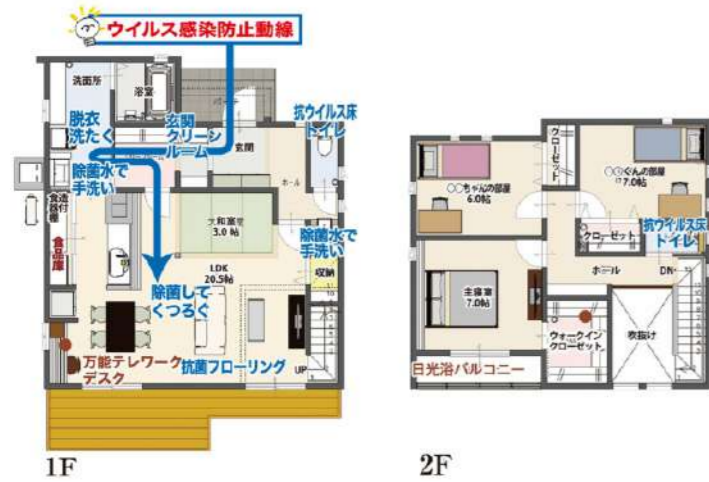 ウイルス感染防止動線
洗面所
浴室
脱衣
洗たく
玄関
クリーン
ルーム
玄関
抗ウイルス床
トイレ
ホール
除菌水で
手洗い
造付
食器棚
食品庫
3.0 帖
除菌水で
手洗い
収納
LDK
20.5帖
除菌して
くつろぐ
万能テレワーク
デスク
抗菌フローリング
UP
1F
○○ちゃんの部屋
6.0帖
クローゼット
7.0帖
クローゼット
抗ウイルス床
トイレ
ホール
DN
主寝室
7.0帖
ウォークイン
クローゼット
吹抜け
日光浴バルコニー
2F